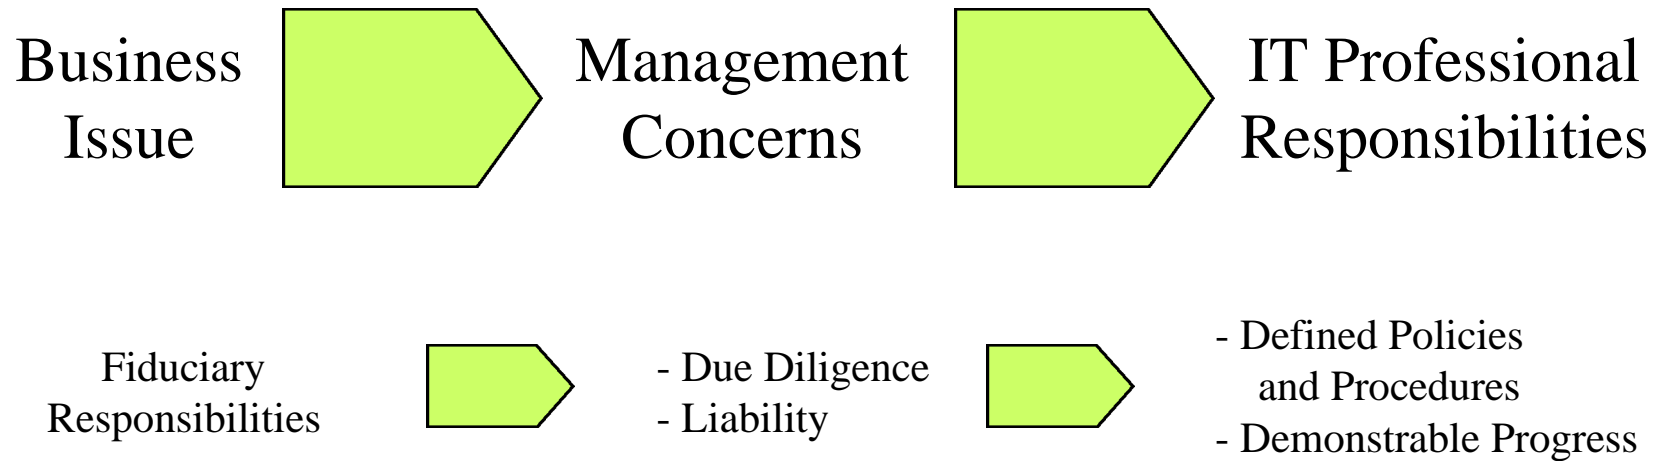 Business
Issue
Management
Concerns
IT Professional
Responsibilities
Fiduciary
Responsibilities
- Due Diligence
- Liability
- Defined Policies
and Procedures
- Demonstrable Progress